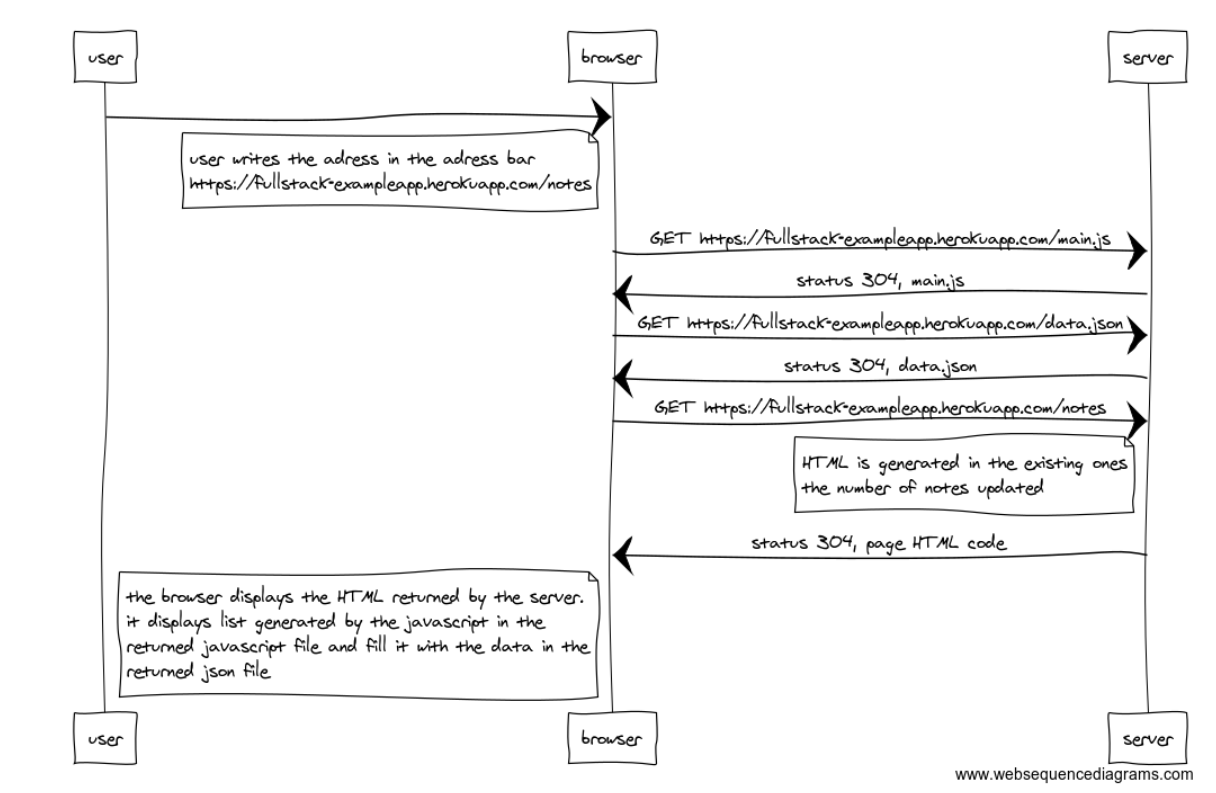 user
browser
server
user writes the adress in the adress bar
https://fullstack-exampleapp.herokuapp.com/notes
GET https://fullstack-exampleapp.herokuapp.com/main.js
status 304, main.js
GET https://fullstack-exampleapp.herokuapp.com/data.json
status 304, data.json
GET https://fullstack-exampleapp.herokuapp.com/notes
HTML is generated in the existing ones
the number of notes updated
status 304, page HTML code
the browser displays the HTML returned by the server.
it displays list generated by the javascript in the
returned javascript file and fill it with the data in the
returned json file
user
browser
server
www.websequencediagrams.com